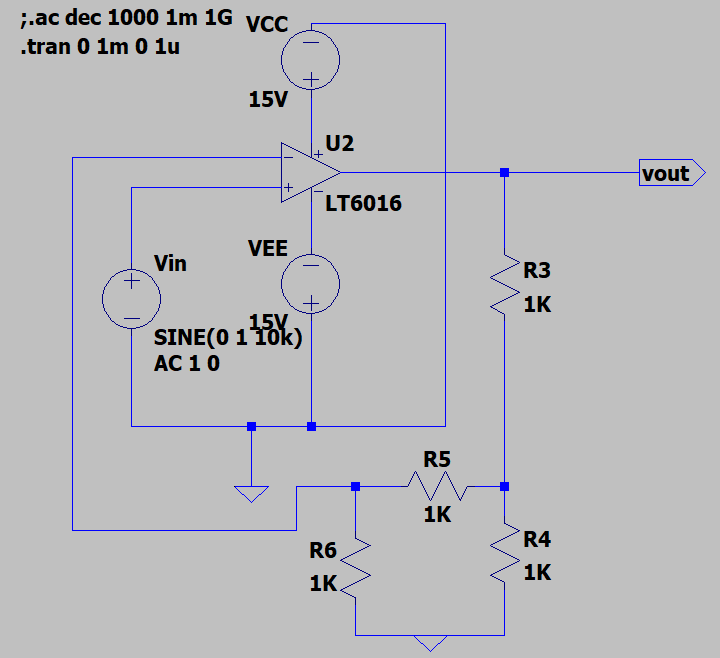 ;.ac dec 1000 1m 1G
.tran 0 1m 0 1u
VCC
15V
U2
LT6016
vout
VEE
15V
Vin
SINE(0 1 10k)
AC 1 0
R3
1K
R5
1K
R6
1K
R4
1K